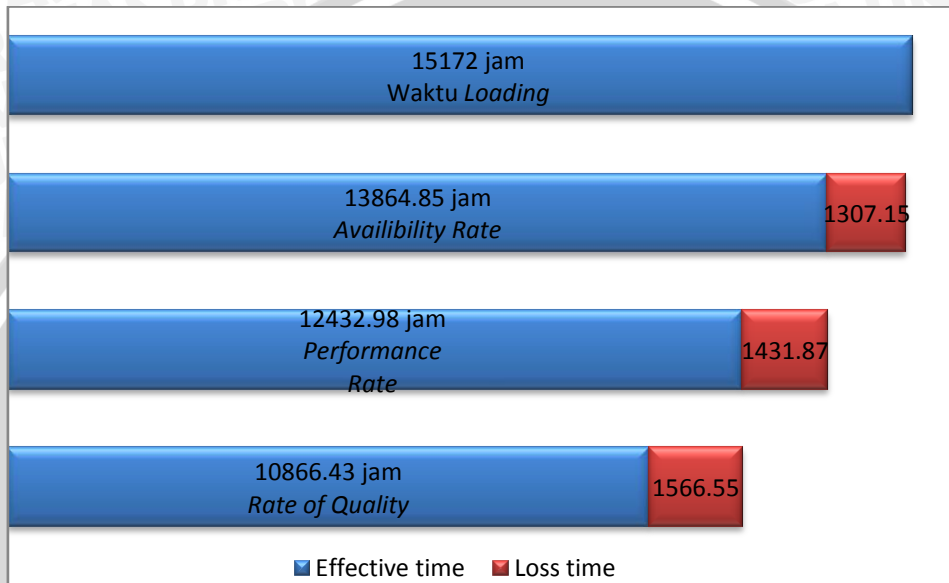 15172 jam
Waktu Loading
13864.85 jam
Availibility Rate
1307.15
12432.98 jam
Performance
Rate
1431.87
10866.43 jam
Rate of Quality
1566.55
Effective time
Loss time